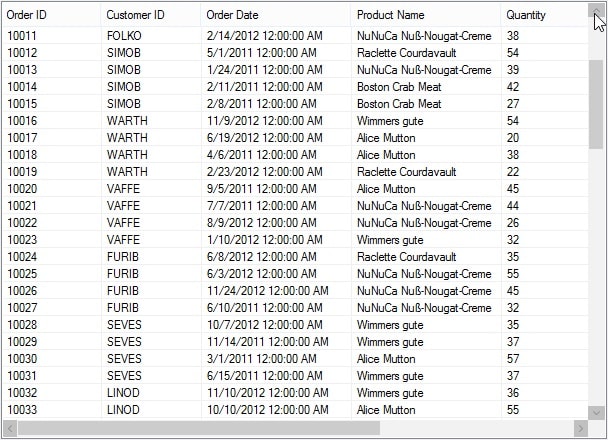 Order ID Customer ID Order Date Product Name Quantity
10011 FOLKO 2/14/2012 12:00:00 AM NuNuCa Nuß-Nougat-Creme 38
10012 SIMOB 5/1/2011 12:00:00 AM Raclette Courdavault 54
10013 SIMOB 1/24/2011 12:00:00 AM NuNuCa Nuß-Nougat-Creme 39
10014 SIMOB 2/11/2011 12:00:00 AM Boston Crab Meat 42
10015 SIMOB 2/8/2011 12:00:00 AM Boston Crab Meat 27
10016 WARTH 11/9/2012 12:00:00 AM Wimmers gute 54
10017 WARTH 6/19/2012 12:00:00 AM Alice Mutton 20
10018 WARTH 4/6/2011 12:00:00 AM Alice Mutton 38
10019 WARTH 2/23/2012 12:00:00 AM Raclette Courdavault 22
10020 VAFFE 9/5/2011 12:00:00 AM Alice Mutton 45
10021 VAFFE 7/7/2011 12:00:00 AM NuNuCa Nuß-Nougat-Creme 44
10022 VAFFE 8/9/2012 12:00:00 AM NuNuCa Nuß-Nougat-Creme 26
10023 VAFFE 1/10/2012 12:00:00 AM Wimmers gute 32
10024 FURIB 6/8/2012 12:00:00 AM Raclette Courdavault 35
10025 FURIB 6/3/2012 12:00:00 AM NuNuCa Nuß-Nougat-Creme 55
10026 FURIB 11/24/2012 12:00:00 AM NuNuCa Nuß-Nougat-Creme 45
10027 FURIB 6/10/2011 12:00:00 AM NuNuCa Nuß-Nougat-Creme 32
10028 SEVES 10/7/2012 12:00:00 AM Wimmers gute 35
10029 SEVES 11/14/2011 12:00:00 AM Wimmers gute 37
10030 SEVES 3/1/2011 12:00:00 AM Alice Mutton 57
10031 SEVES 6/15/2011 12:00:00 AM Wimmers gute 37
10032 LINOD 11/10/2012 12:00:00 AM Wimmers gute 36
10033 LINOD 10/10/2012 12:00:00 AM Alice Mutton 55